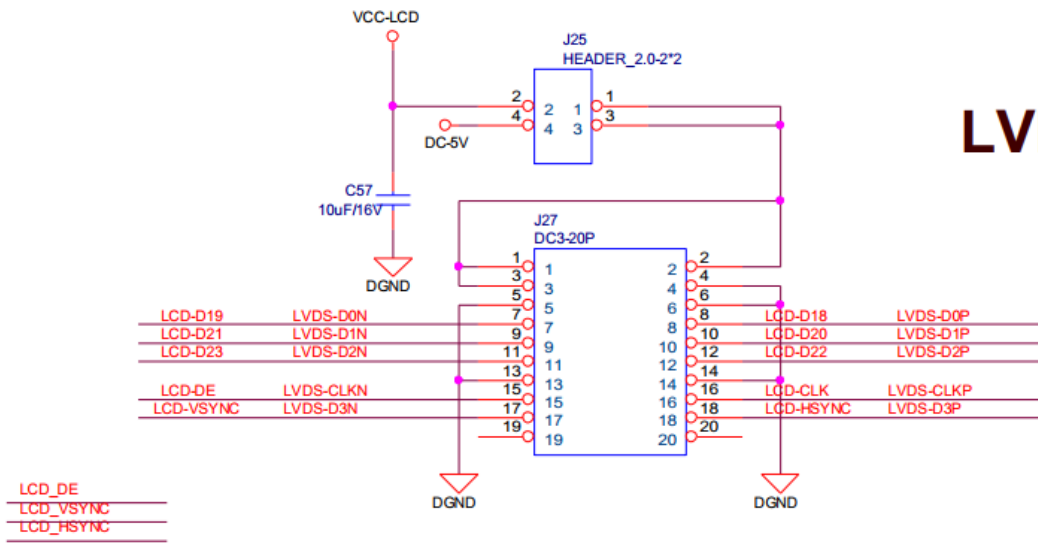 VCC-LCD
J25
HEADER_2.0-2*2
2 2 1 1
4 4 3 3
DC-5V
LV
C57
10uF/16V
DGND
J27
DC3-20P
1 1 2 2
3 3 4 4
5 5 6 6
LCD-D19 LVDS-D0N 7 7 8 8 LCD-D18 LVDS-D0P
LCD-D21 LVDS-D1N 9 9 10 10 LCD-D20 LVDS-D1P
LCD-D23 LVDS-D2N 11 11 12 12 LCD-D22 LVDS-D2P
13 13 14 14
LCD-DE LVDS-CLKN 15 15 16 16 LCD-CLK LVDS-CLKP
LCD-VSYNC LVDS-D3N 17 17 18 18 LCD-HSYNC LVDS-D3P
19 19 20 20
DGND DGND
LCD_DE
LCD_VSYNC
LCD_HSYNC